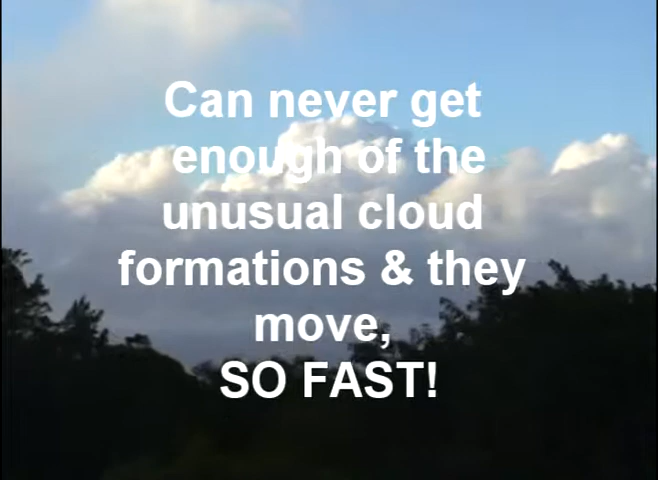 Can never get
enough of the
unusual cloud
formations & they
move,
SO FAST!